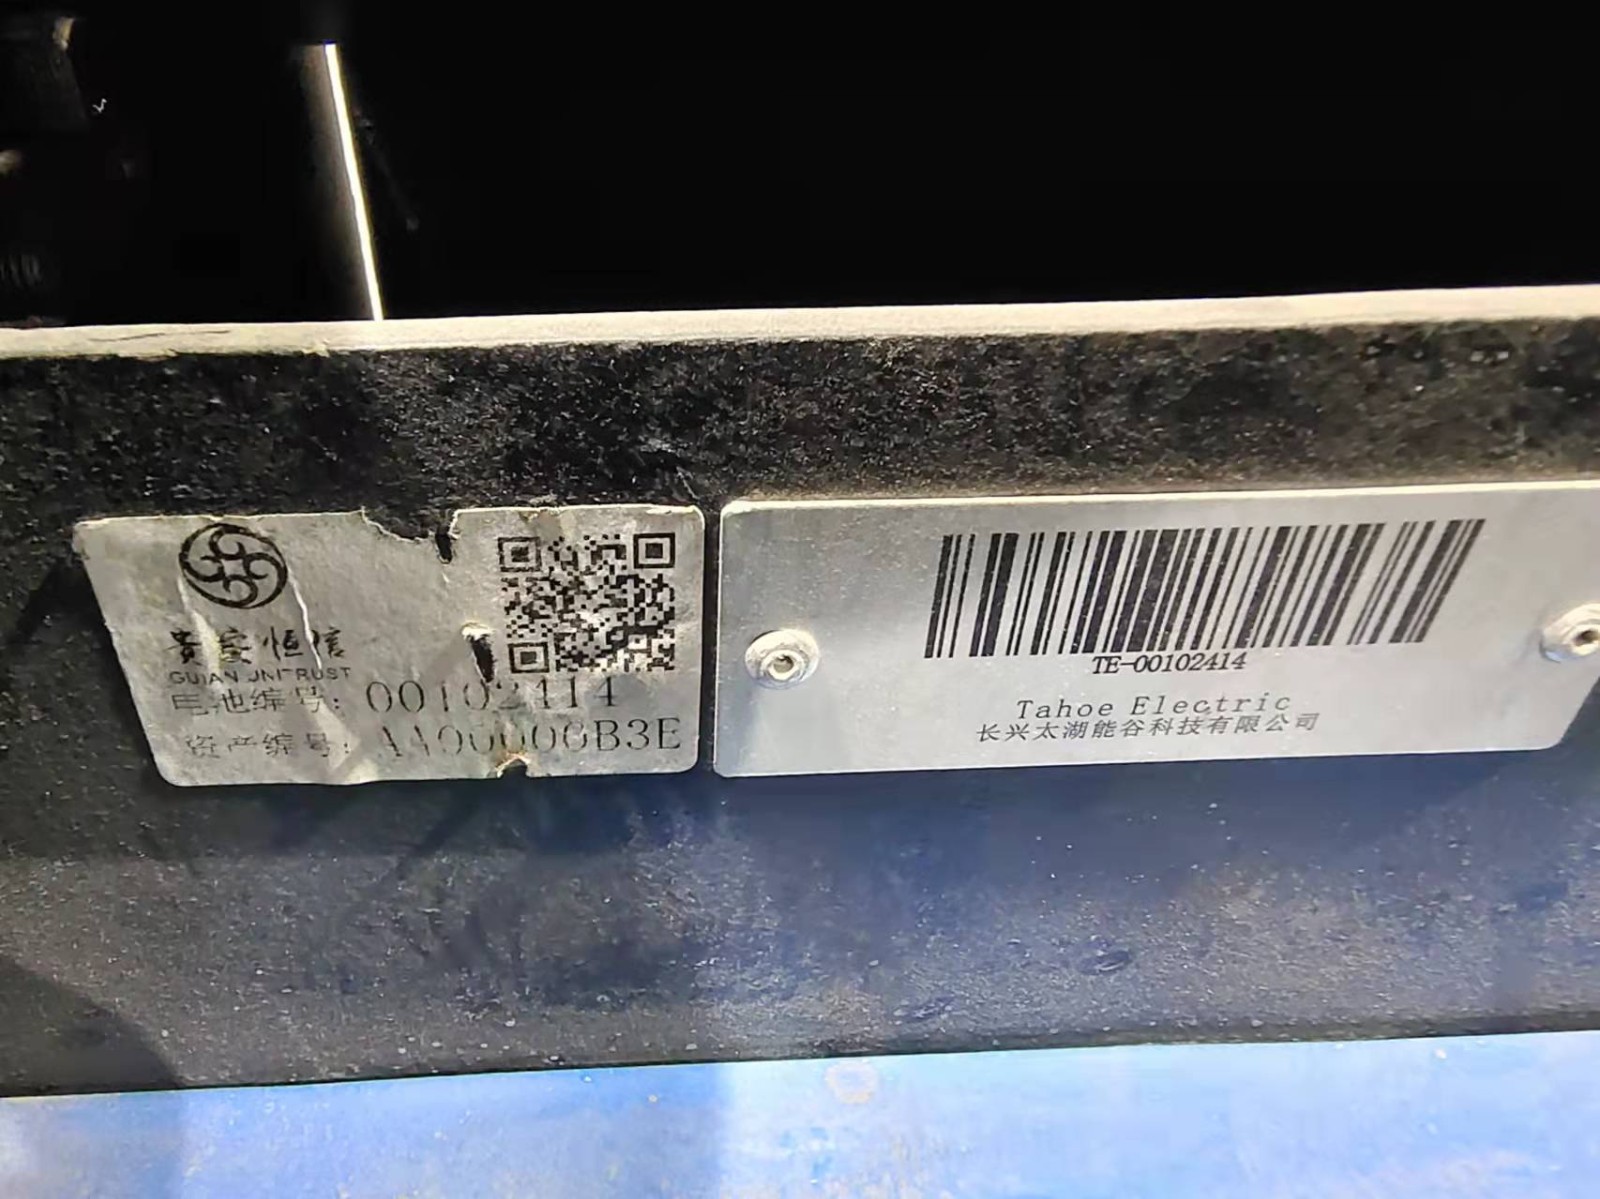 贵安恒信
GUIAN UNITRUST
电池编号: 00102414
资产编号:
TE-00102414
Tahoe Electric
长兴太湖能谷科技有限公司